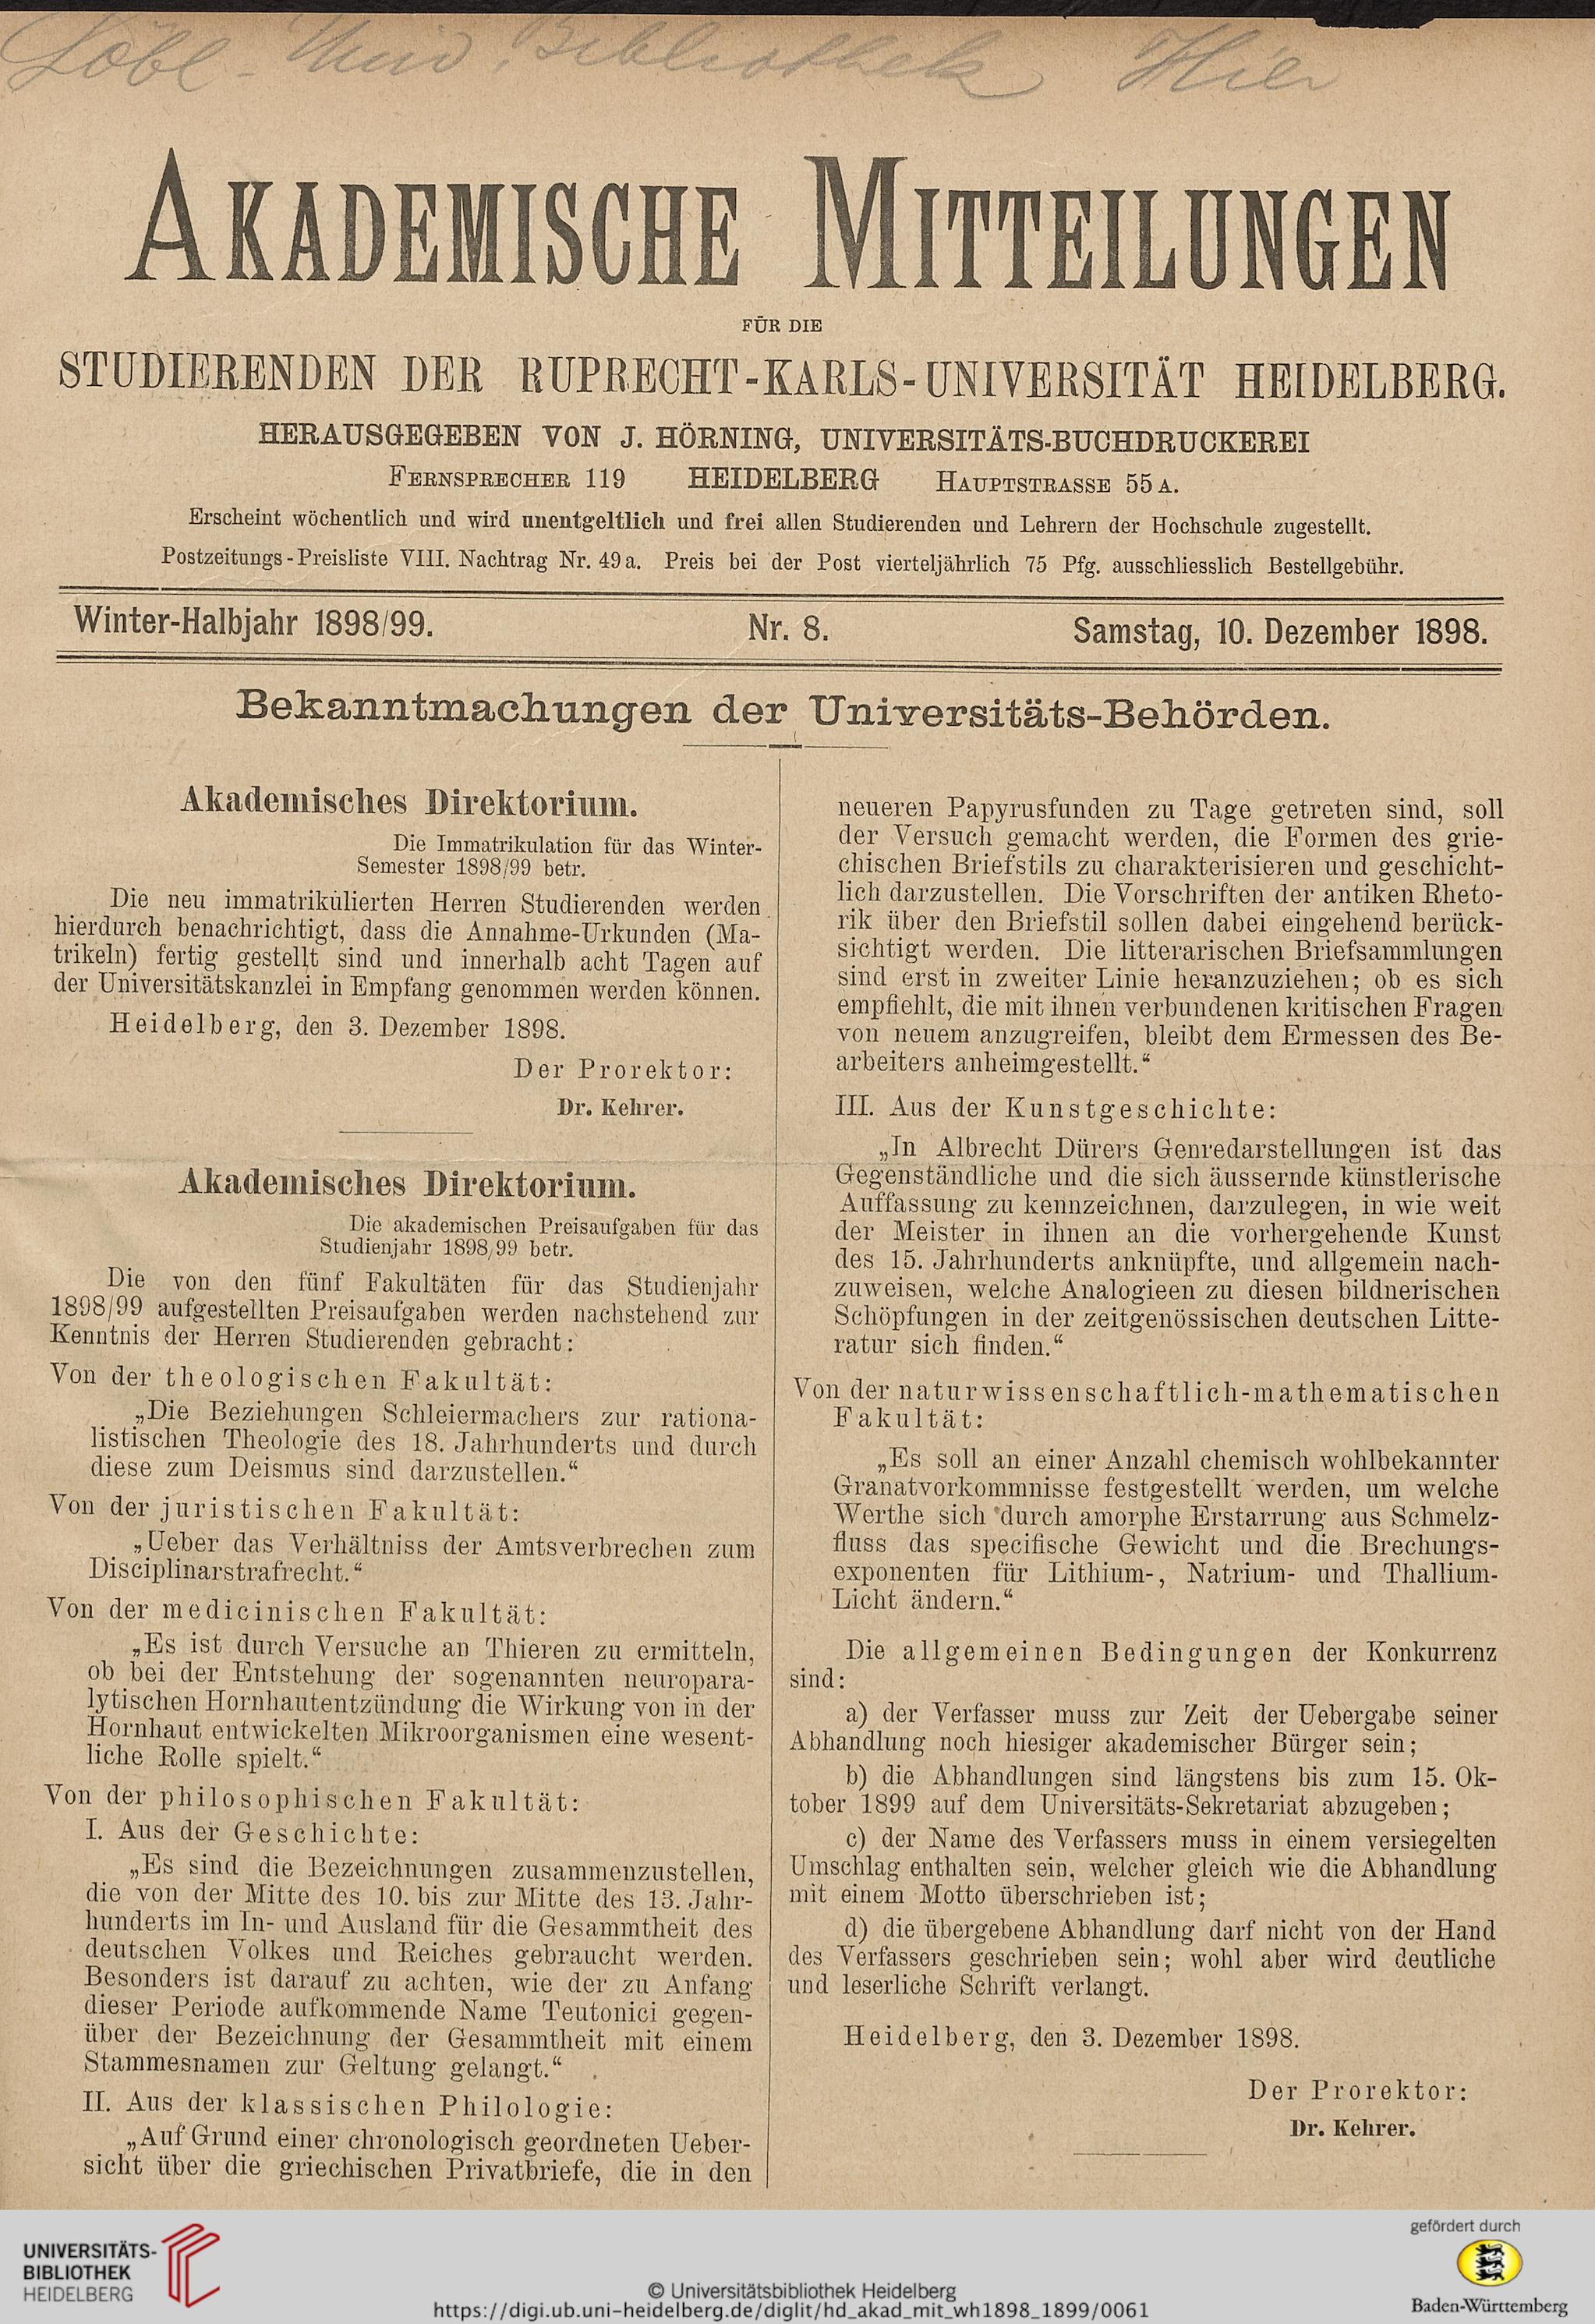 Löbl. Univ. Bibliothek Hier
AKADEMISCHE MITTEILUNGEN
FÜR DIE
STUDIERENDEN DER RUPRECHT-KARLS-UNIVERSITÄT HEIDELBERG.
HERAUSGEGEBEN VON J. HÖRNING, UNIVERSITÄTS-BUCHDRUCKEREI
FERNSPRECHER 119 HEIDELBERG HAUPTSTRASSE 55 A.
Erscheint wöchentlich und wird unentgeltlich und frei allen Studierenden und Lehrern der Hochschule zugestellt.
Postzeitungs-Preisliste VIII. Nachtrag Nr. 49a. Preis bei der Post vierteljährlich 75 Pfg. ausschliesslich Bestellgebühr.
Winter-Halbjahr 1898/99. Nr. 8. Samstag, 10. Dezember 1898.
Bekanntmachungen der Universitäts-Behörden.
Akademisches Direktorium.
Die Immatrikulation für das Winter-
Semester 1898/99 betr.
Die neu immatrikulierten Herren Studierenden werden
hierdurch benachrichtigt, dass die Annahme-Urkunden (Ma-
trikeln) fertig gestellt sind und innerhalb acht Tagen auf
der Universitätskanzlei in Empfang genommen werden können.
Heidelberg, den 3. Dezember 1898.
Der Prorektor:
Dr. Kehrer.
Akademisches Direktorium.
Die akademischen Preisaufgaben für das
Studienjahr 1898/99 betr.
Die von den fünf Fakultäten für das Studienjahr
1898/99 aufgestellten Preisaufgaben werden nachstehend zur
Kenntnis der Herren Studierenden gebracht:
Von der theologischen Fakultät:
„Die Beziehungen Schleiermachers zur rationa-
listischen Theologie des 18. Jahrhunderts und durch
diese zum Deismus sind darzustellen.“
Von der juristischen Fakultät:
„Ueber das Verhältniss der Amtsverbrechen zum
Disciplinarstrafrecht.“
Von der medicinischen Fakultät:
„Es ist durch Versuche an Thieren zu ermitteln,
ob bei der Entstehung der sogenannten neuropara-
lytischen Hornhautentzündung die Wirkung von in der
Hornhaut entwickelten Mikroorganismen eine wesent-
liche Rolle spielt.“
Von der philosophischen Fakultät:
I. Aus der Geschichte:
„Es sind die Bezeichnungen zusammenzustellen,
die von der Mitte des 10. bis zur Mitte des 13. Jahr-
hunderts im In- und Ausland für die Gesammtheit des
deutschen Volkes und Reiches gebraucht werden.
Besonders ist darauf zu achten, wie der zu Anfang
dieser Periode aufkommende Name Teutonici gegen-
über der Bezeichnung der Gesammtheit mit einem
Stammesnamen zur Geltung gelangt.“
II. Aus der klassischen Philologie:
„Auf Grund einer chronologisch geordneten Ueber-
sicht über die griechischen Privatbriefe, die in den
neueren Papyrusfunden zu Tage getreten sind, soll
der Versuch gemacht werden, die Formen des grie-
chischen Briefstils zu charakterisieren und geschicht-
lich darzustellen. Die Vorschriften der antiken Rheto-
rik über den Briefstil sollen dabei eingehend berück-
sichtigt werden. Die litterarischen Briefsammlungen
sind erst in zweiter Linie heranzuziehen; ob es sich
empfiehlt, die mit ihnen verbundenen kritischen Fragen
von neuem anzugreifen, bleibt dem Ermessen des Be-
arbeiters anheimgestellt.“
III. Aus der Kunstgeschichte:
„In Albrecht Dürers Genredarstellungen ist das
Gegenständliche und die sich äussernde künstlerische
Auffassung zu kennzeichnen, darzulegen, in wie weit
der Meister in ihnen an die vorhergehende Kunst
des 15. Jahrhunderts anknüpfte, und allgemein nach-
zuweisen, welche Analogieen zu diesen bildnerischen
Schöpfungen in der zeitgenössischen deutschen Litte-
ratur sich finden.“
Von der naturwissenschaftlich-mathematischen
Fakultät:
„Es soll an einer Anzahl chemisch wohlbekannter
Granatvorkommnisse festgestellt werden, um welche
Werthe sich durch amorphe Erstarrung aus Schmelz-
fluss das specifische Gewicht und die Brechungs-
exponenten für Lithium-, Natrium- und Thallium-
Licht ändern.“
Die allgemeinen Bedingungen der Konkurrenz
sind:
a) der Verfasser muss zur Zeit der Uebergabe seiner
Abhandlung noch hiesiger akademischer Bürger sein;
b) die Abhandlungen sind längstens bis zum 15. Ok-
tober 1899 auf dem Universitäts-Sekretariat abzugeben;
c) der Name des Verfassers muss in einem versiegelten
Umschlag enthalten sein, welcher gleich wie die Abhandlung
mit einem Motto überschrieben ist;
d) die übergebene Abhandlung darf nicht von der Hand
des Verfassers geschrieben sein; wohl aber wird deutliche
und leserliche Schrift verlangt.
Heidelberg, den 3. Dezember 1898.
Der Prorektor:
Dr. Kehrer.
UNIVERSITÄTS-
BIBLIOTHEK
HEIDELBERG
© Universitätsbibliothek Heidelberg
https://digi.ub.uni-heidelberg.de/diglit/hd_akad_mit_wh1898_1899/0061
gefördert durch
Baden-Württemberg